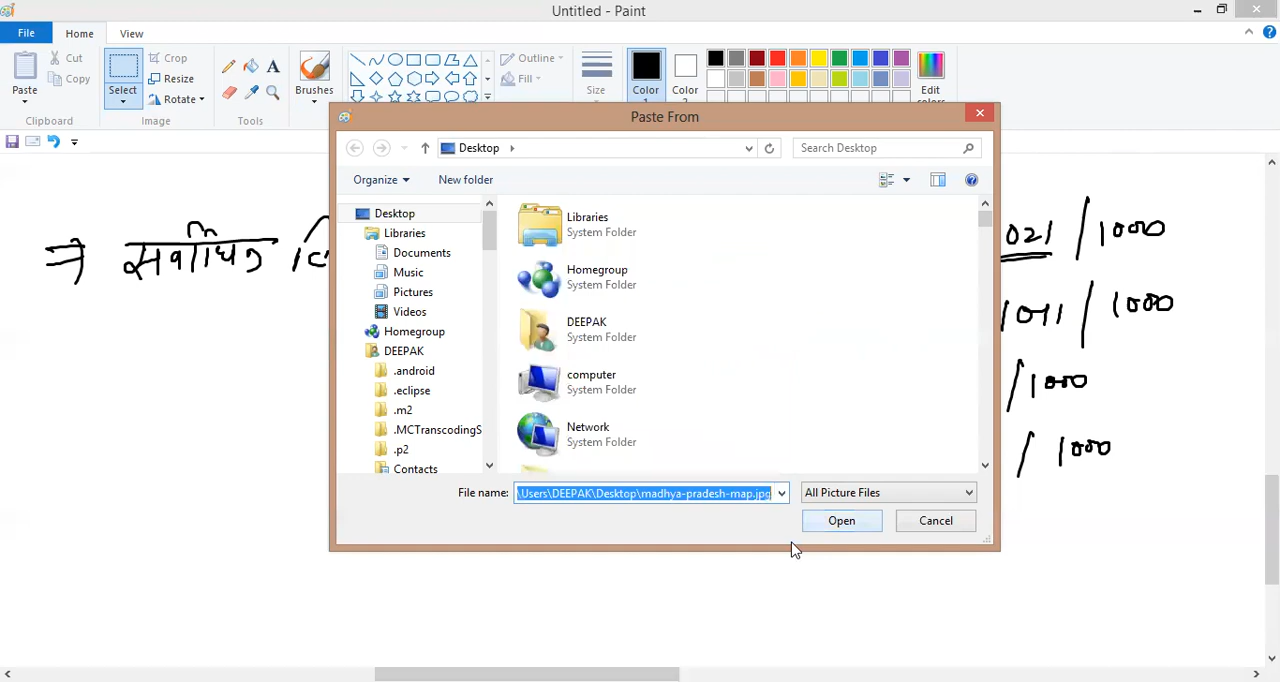 Untitled - Paint
File Home View
Paste
Cut
Copy
Clipboard
Select
Crop
Resize
Rotate
Image
A
Tools
Brushes
Outline
Fill
Size
Color
1
Color
2
Edit
colors
Paste From
Desktop
Search Desktop
Organize New folder
Desktop
Libraries
Documents
Music
Pictures
Videos
Homegroup
DEEPAK
.android
.eclipse
.m2
.MCTranscodingS
.p2
Contacts
Libraries
System Folder
Homegroup
System Folder
DEEPAK
System Folder
computer
System Folder
Network
System Folder
File name: \Users\DEEPAK\Desktop\madhya-pradesh-map.jpg All Picture Files
Open Cancel
⇒ सर्वाधिक
1021 / 1000
1011 / 1000
/ 1000
/ 1000